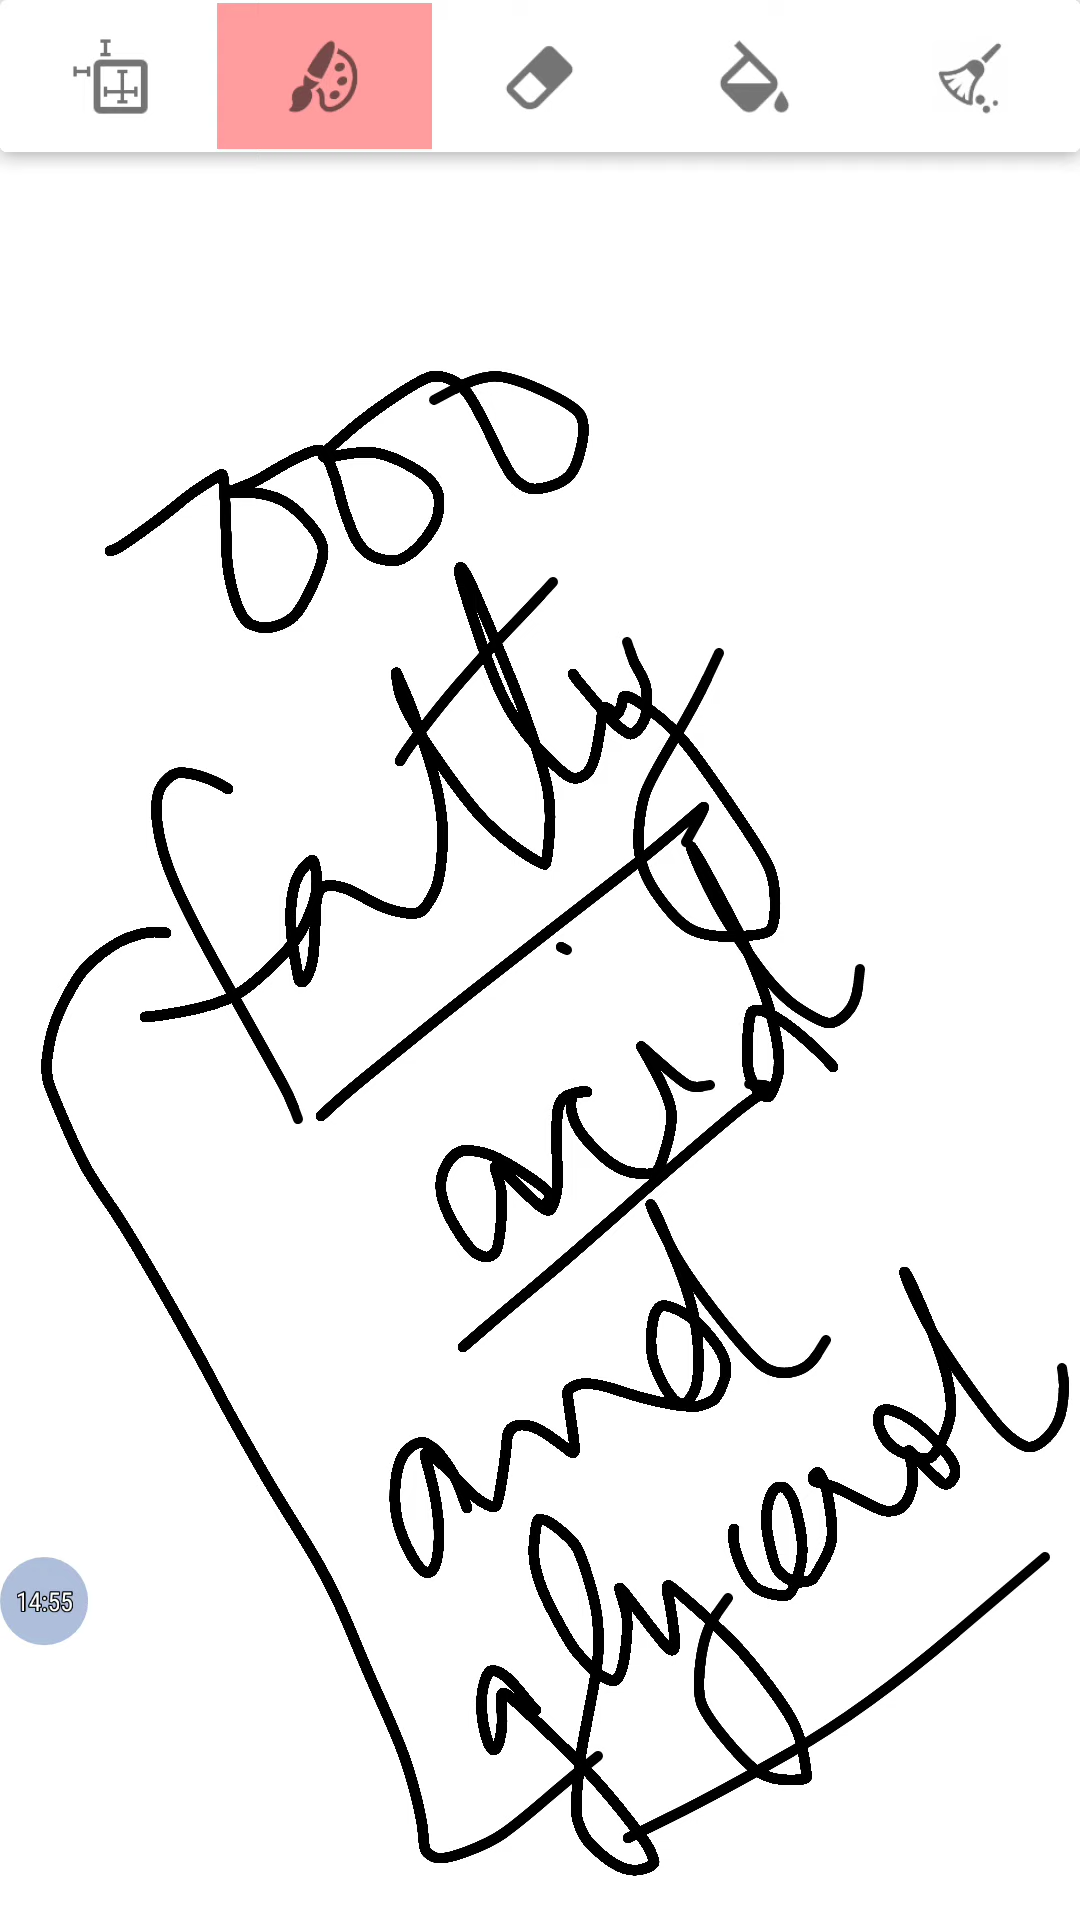 fatty
acid
and
glycerol
14:55